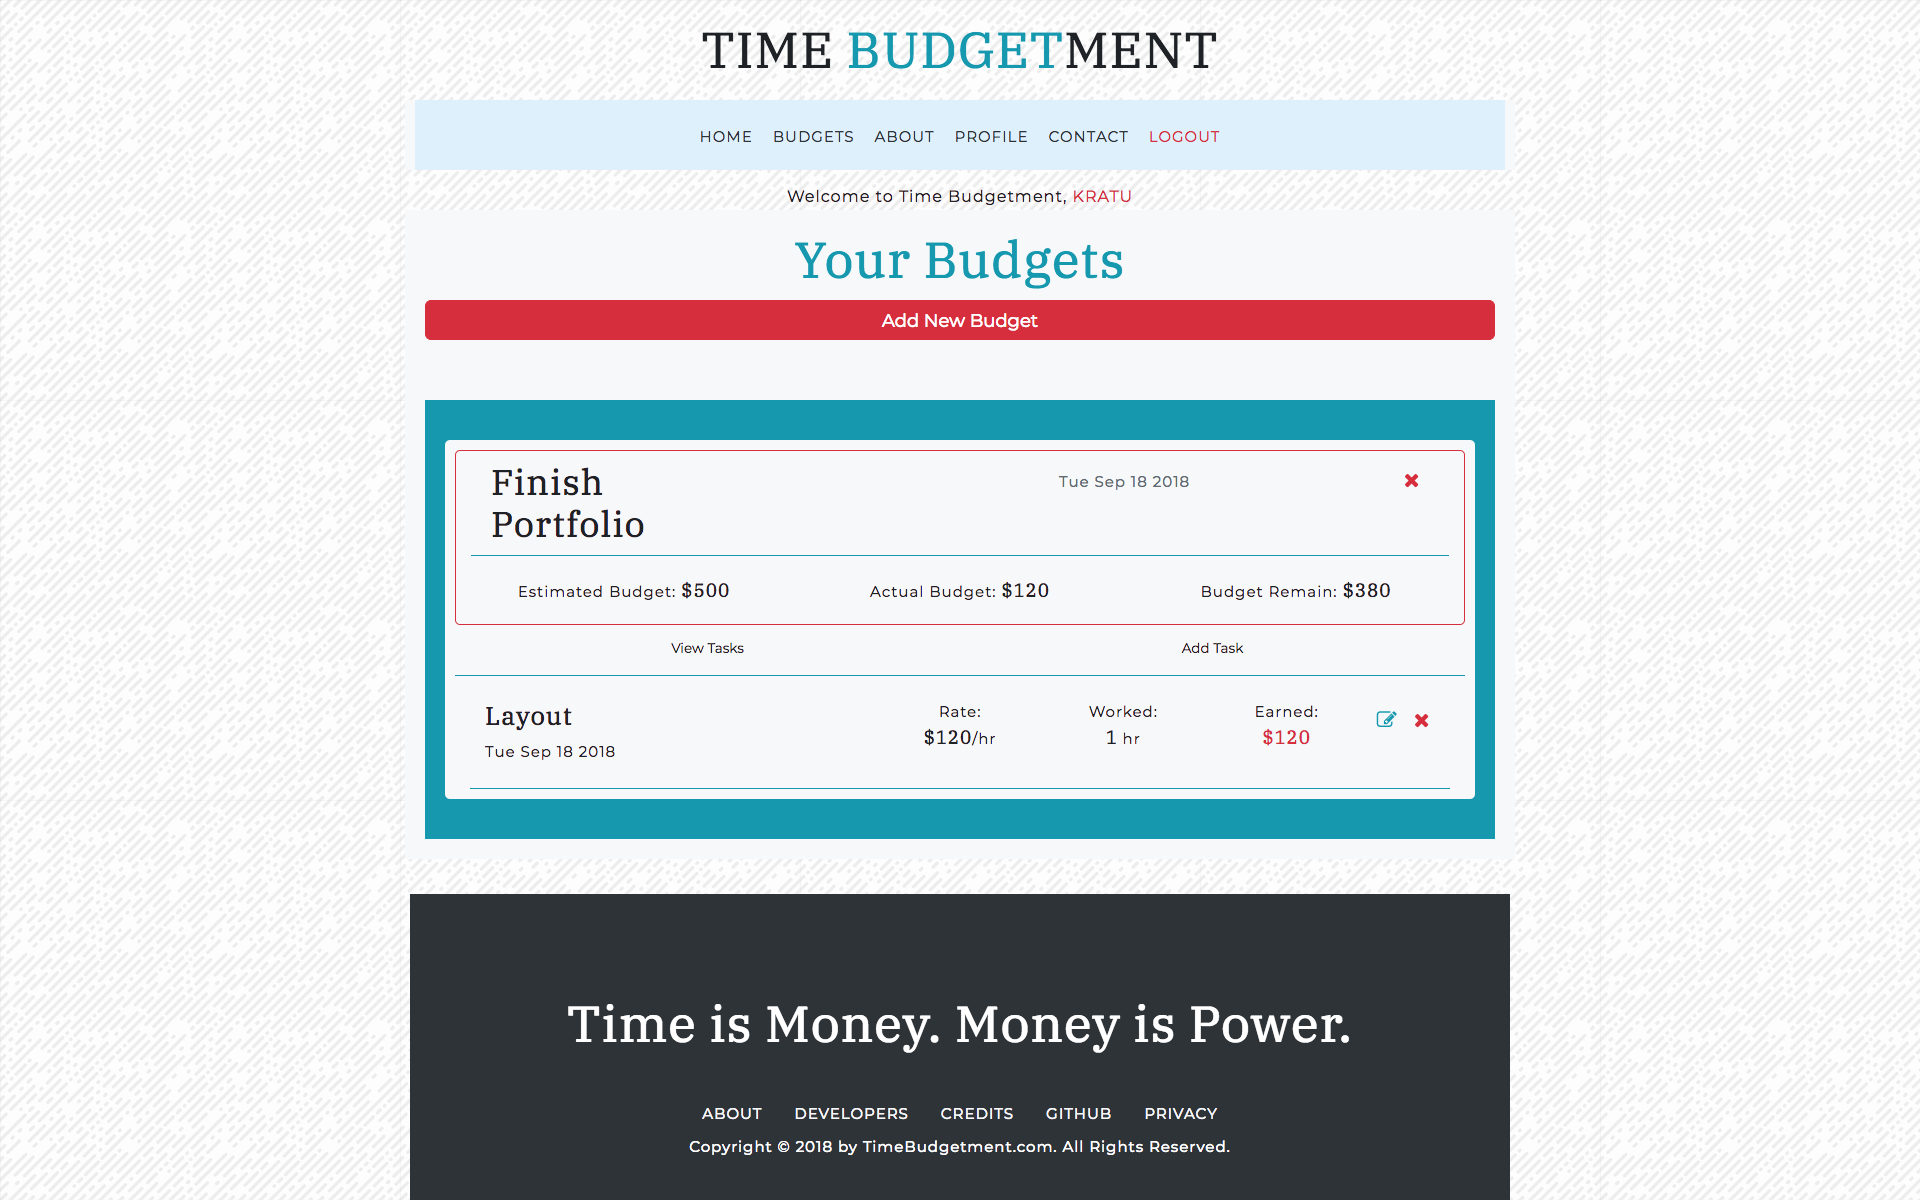 TIME BUDGETMENT
HOME BUDGETS ABOUT PROFILE CONTACT LOGOUT
Welcome to Time Budgetment, KRATU
Your Budgets
Add New Budget
Finish
Portfolio
Tue Sep 18 2018
Estimated Budget: $500 Actual Budget: $120 Budget Remain: $380
View Tasks Add Task
Layout
Tue Sep 18 2018
Rate:
$120/hr
Worked:
1 hr
Earned:
$120
Time is Money. Money is Power.
ABOUT DEVELOPERS CREDITS GITHUB PRIVACY
Copyright © 2018 by TimeBudgetment.com. All Rights Reserved.